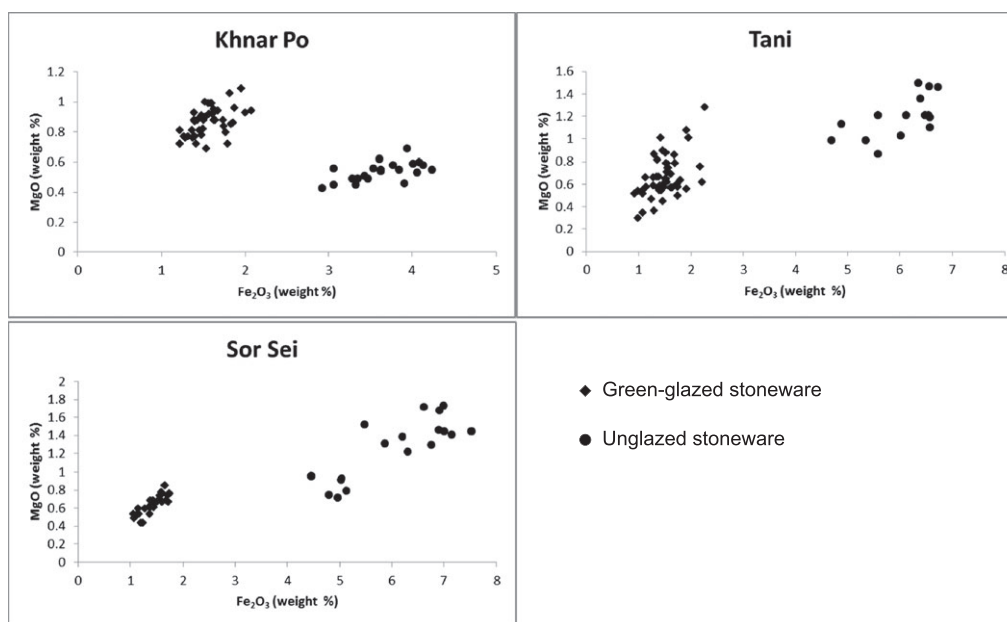 Khnar Po
MgO (weight %)
1.2
1
0.8
0.6
0.4
0.2
0
0 1 2 3 4 5
Fe₂O₃ (weight %)
Tani
MgO (weight %)
1.6
1.4
1.2
1
0.8
0.6
0.4
0.2
0
0 1 2 3 4 5 6 7 8
Fe₂O₃ (weight %)
Sor Sei
MgO (weight %)
2
1.8
1.6
1.4
1.2
1
0.8
0.6
0.4
0.2
0
0 1 2 3 4 5 6 7 8
Fe₂O₃ (weight %)
Green-glazed stoneware
Unglazed stoneware